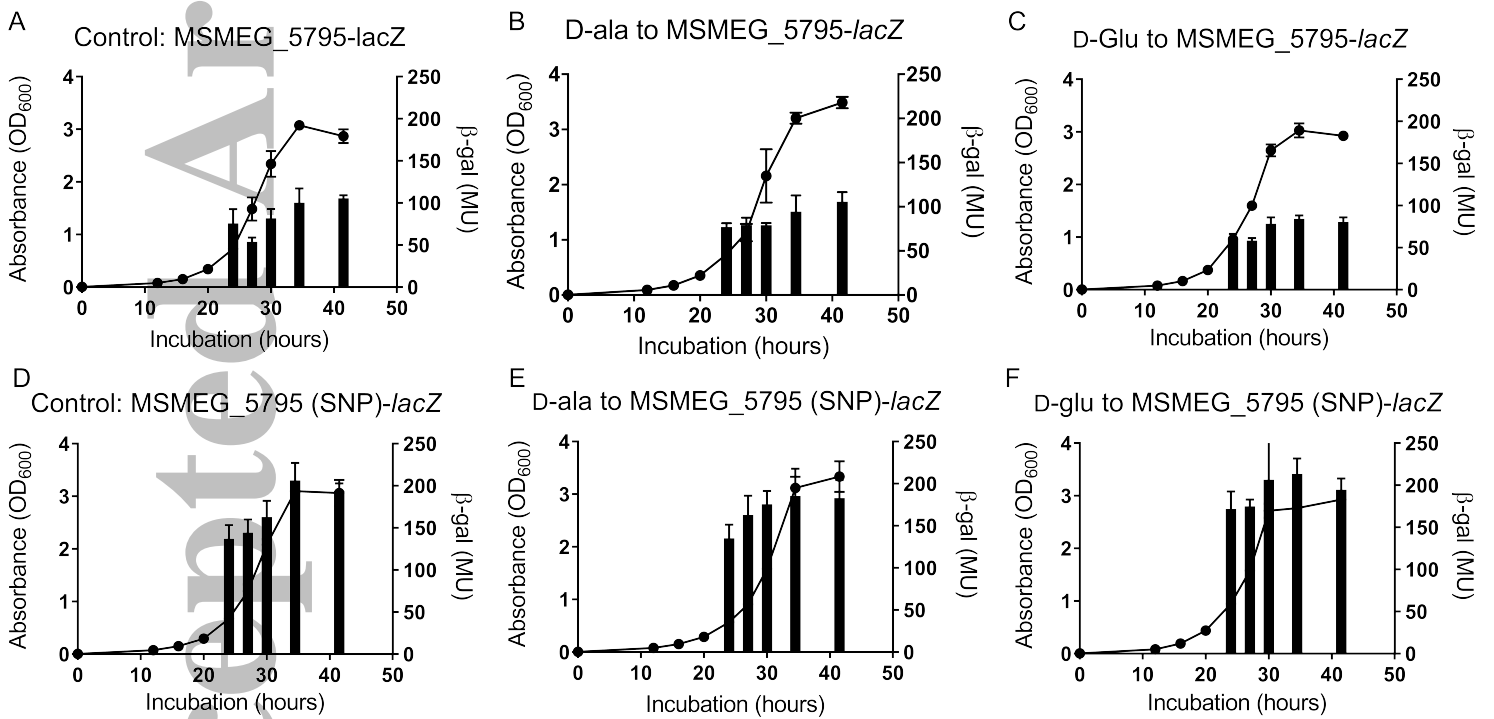 A
Control: MSMEG_5795-lacZ
Absorbance (OD600)
4
3
2
1
0
250
200
150
100
50
0
β-gal (MU)
0 10 20 30 40 50
Incubation (hours)
B
D-ala to MSMEG_5795-lacZ
Absorbance (OD600)
4
3
2
1
0
250
200
150
100
50
0
β-gal (MU)
0 10 20 30 40 50
Incubation (hours)
C
D-Glu to MSMEG_5795-lacZ
Absorbance (OD600)
4
3
2
1
0
250
200
150
100
50
0
β-gal (MU)
0 10 20 30 40 50
Incubation (hours)
D
Control: MSMEG_5795 (SNP)-lacZ
Absorbance (OD600)
4
3
2
1
0
250
200
150
100
50
0
β-gal (MU)
0 10 20 30 40 50
Incubation (hours)
E
D-ala to MSMEG_5795 (SNP)-lacZ
Absorbance (OD600)
4
3
2
1
0
250
200
150
100
50
0
β-gal (MU)
0 10 20 30 40 50
Incubation (hours)
F
D-glu to MSMEG_5795 (SNP)-lacZ
Absorbance (OD600)
4
3
2
1
0
250
200
150
100
50
0
β-gal (MU)
0 10 20 30 40 50
Incubation (hours)
epted Ar